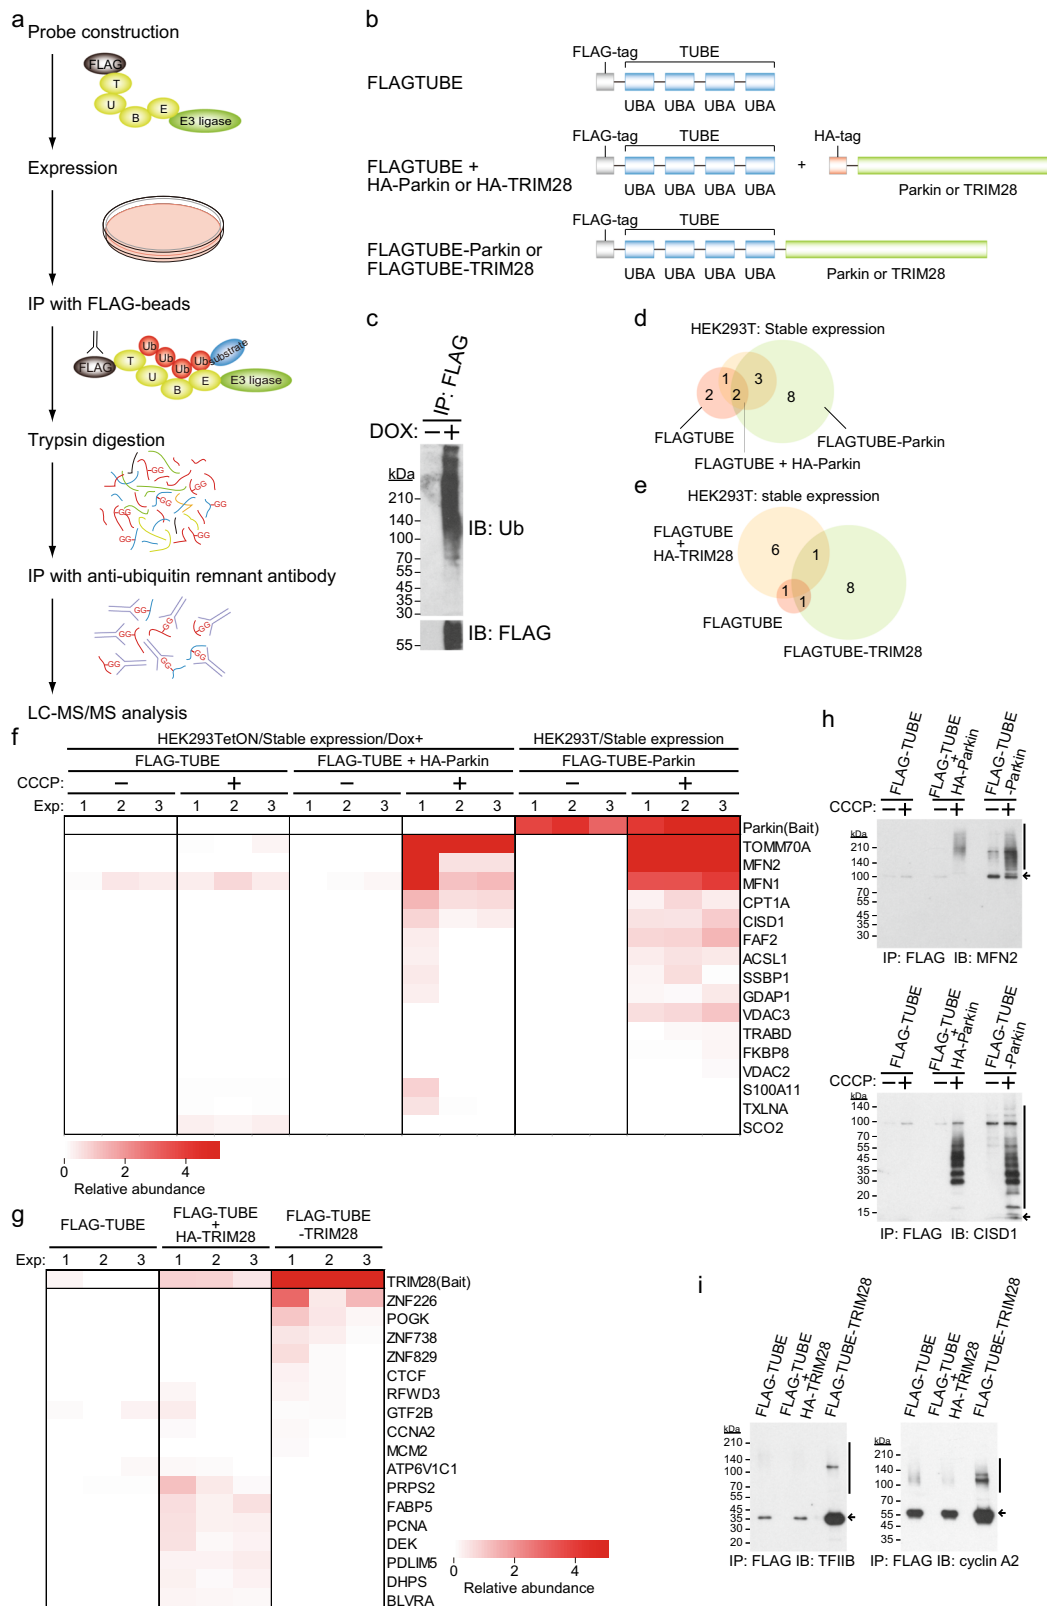 a
Probe construction
FLAG
T
U
B
E
E3 ligase
Expression
IP with FLAG-beads
FLAG
T
U
B
E
Ub
Ub
Ub
Ub
substrate
E3 ligase
Trypsin digestion
GG
GG
GG
GG
GG
GG
IP with anti-ubiquitin remnant antibody
GG
GG
GG
GG
GG
GG
LC-MS/MS analysis
b
FLAG-tag TUBE
FLAGTUBE
UBA UBA UBA UBA
FLAG-tag TUBE HA-tag
FLAGTUBE +
HA-Parkin or HA-TRIM28
+
UBA UBA UBA UBA
Parkin or TRIM28
FLAG-tag TUBE
FLAGTUBE-Parkin or
FLAGTUBE-TRIM28
UBA UBA UBA UBA
Parkin or TRIM28
c
IP: FLAG
DOX: − +
kDa
210
140
100
70
55
45
35
30
IB: Ub
55
IB: FLAG
d
HEK293T: Stable expression
1 3
2 2 8
FLAGTUBE
FLAGTUBE-Parkin
FLAGTUBE + HA-Parkin
e
HEK293T: stable expression
FLAGTUBE
+
HA-TRIM28
6 1
8
1 1
FLAGTUBE
FLAGTUBE-TRIM28
f
HEK293TetON/Stable expression/Dox+ HEK293T/Stable expression
FLAG-TUBE FLAG-TUBE + HA-Parkin FLAG-TUBE-Parkin
CCCP: − + − + − +
Exp: 1 2 3 1 2 3 1 2 3 1 2 3 1 2 3 1 2 3
Parkin(Bait)
TOMM70A
MFN2
MFN1
CPT1A
CISD1
FAF2
ACSL1
SSBP1
GDAP1
VDAC3
TRABD
FKBP8
VDAC2
S100A11
TXLNA
SCO2
0 2 4
Relative abundance
g
FLAG-TUBE
FLAG-TUBE
+
HA-TRIM28
FLAG-TUBE
-TRIM28
Exp: 1 2 3 1 2 3 1 2 3
TRIM28(Bait)
ZNF226
POGK
ZNF738
ZNF829
CTCF
RFWD3
GTF2B
CCNA2
MCM2
ATP6V1C1
PRPS2
FABP5
PCNA
DEK
PDLIM5
DHPS
BLVRA
0 2 4
Relative abundance
h
FLAG-TUBE
FLAG-TUBE
+
HA-Parkin
FLAG-TUBE
-Parkin
CCCP: − + − + − +
kDa
210
140
100
70
55
45
35
30
IP: FLAG IB: MFN2
FLAG-TUBE
FLAG-TUBE
+
HA-Parkin
FLAG-TUBE
-Parkin
CCCP: − + − + − +
kDa
140
100
70
55
45
35
30
20
15
IP: FLAG IB: CISD1
i
FLAG-TUBE
FLAG-TUBE
+
HA-TRIM28
FLAG-TUBE-TRIM28
kDa
210
140
100
70
55
45
35
30
20
IP: FLAG IB: TFIIB
FLAG-TUBE
FLAG-TUBE
+
HA-TRIM28
FLAG-TUBE-TRIM28
kDa
210
140
100
70
55
45
35
IP: FLAG IB: cyclin A2